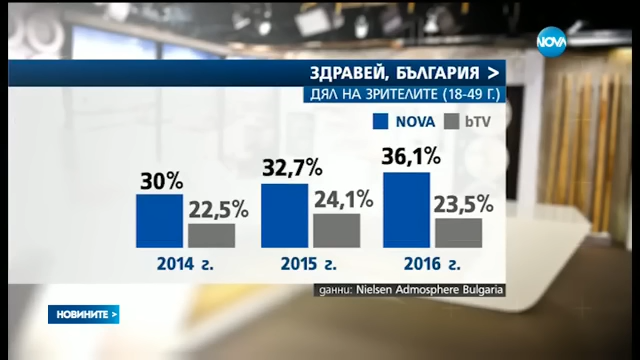 NOVA
ЗДРАВЕЙ, БЪЛГАРИЯ >
ДЯЛ НА ЗРИТЕЛИТЕ (18-49 Г.)
NOVA bTV
30% 22,5% 32,7% 24,1% 36,1% 23,5%
2014 г. 2015 г. 2016 г.
данни: Nielsen Admosphere Bulgaria
НОВИНИТЕ >